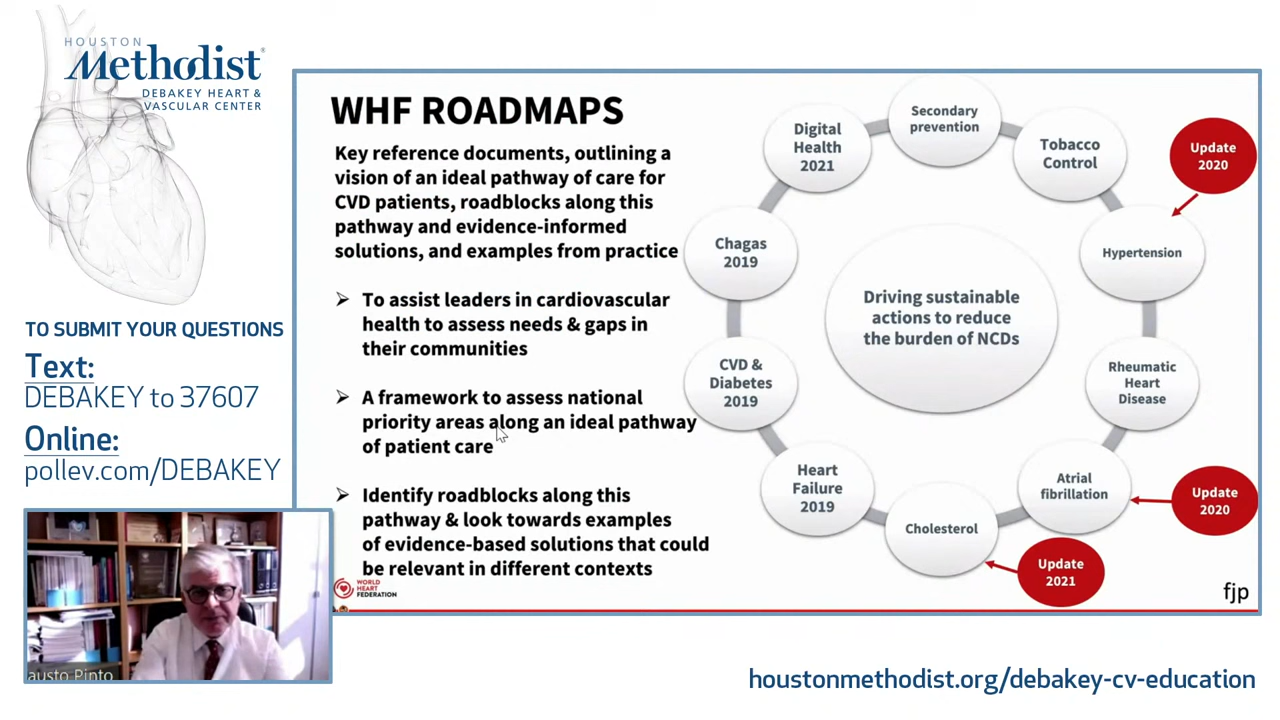 HOUSTON
Methodist®
DEBAKEY HEART &
VASCULAR CENTER
TO SUBMIT YOUR QUESTIONS
Text:
DEBAKEY to 37607
Online:
pollev.com/DEBAKEY
austo Pinto
WHF ROADMAPS
Key reference documents, outlining a
vision of an ideal pathway of care for
CVD patients, roadblocks along this
pathway and evidence-informed
solutions, and examples from practice
➢ To assist leaders in cardiovascular
health to assess needs & gaps in
their communities
➢ A framework to assess national
priority areas along an ideal pathway
of patient care
➢ Identify roadblocks along this
pathway & look towards examples
of evidence-based solutions that could
be relevant in different contexts
WORLD
HEART
FEDERATION
Secondary
prevention
Tobacco
Control
Update
2020
Hypertension
Rheumatic
Heart
Disease
Atrial
fibrillation
Update
2020
Cholesterol
Update
2021
Heart
Failure
2019
CVD &
Diabetes
2019
Chagas
2019
Digital
Health
2021
Driving sustainable
actions to reduce
the burden of NCDs
fjp
houstonmethodist.org/debakey-cv-education